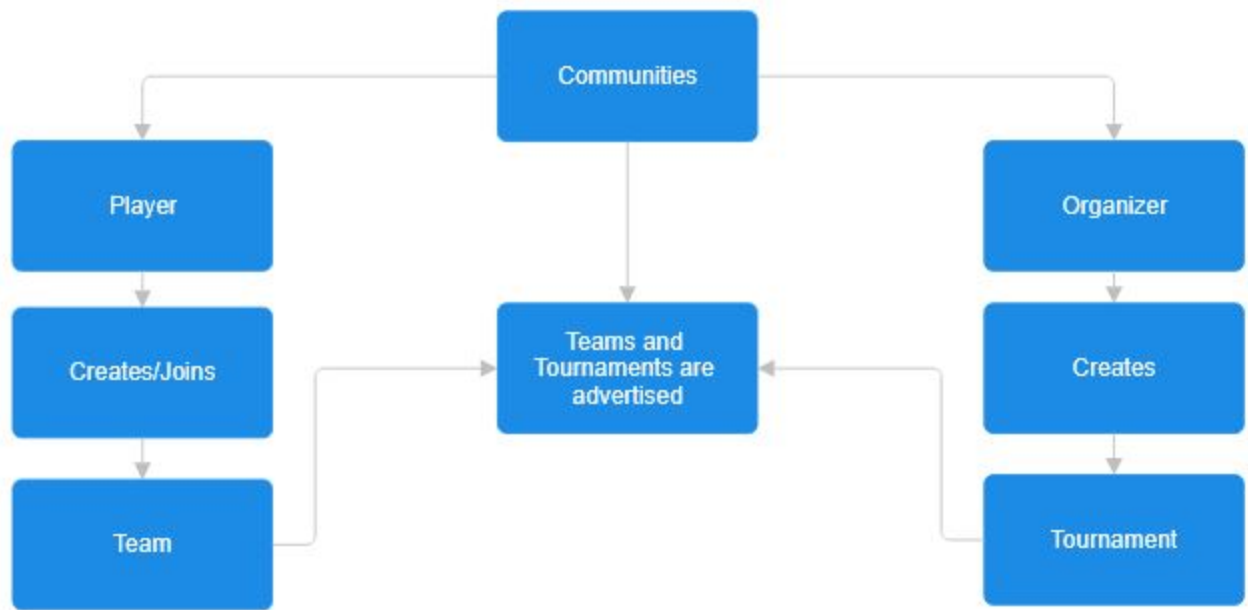 Communities
Player
Organizer
Creates/Joins
Teams and
Tournaments are
advertised
Creates
Team
Tournament